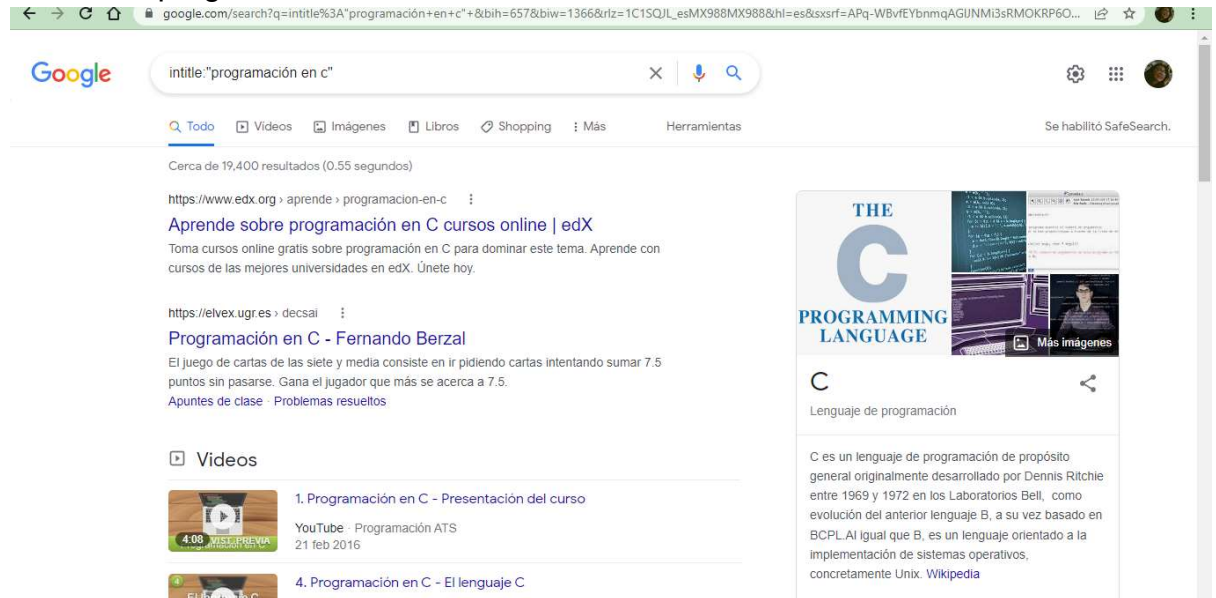 google.com/search?q=intitle%3A"programación+en+c"+&bih=657&biw=1366&rlz=1C1SQJL_esMX988MX988&hl=es&sxsrf=APq-WBvfEYbnmqAGIJNMi3sRMOKRP6O...
Google
intitle:"programación en c"
Todo
Videos
Imágenes
Libros
Shopping
Más
Herramientas
Se habilitó SafeSearch.
Cerca de 19,400 resultados (0.55 segundos)
https://www.edx.org › aprende › programacion-en-c
Aprende sobre programación en C cursos online | edX
Toma cursos online gratis sobre programación en C para dominar este tema. Aprende con
cursos de las mejores universidades en edX. Únete hoy.
https://elvex.ugr.es › decsai
Programación en C - Fernando Berzal
El juego de cartas de las siete y media consiste en ir pidiendo cartas intentando sumar 7.5
puntos sin pasarse. Gana el jugador que más se acerca a 7.5.
Apuntes de clase · Problemas resueltos
Videos
1. Programación en C - Presentación del curso
YouTube · Programación ATS
21 feb 2016
4:08
VIST. PREVIA
4. Programación en C - El lenguaje C
4
THE
C
PROGRAMMING
LANGUAGE
Más imágenes
C
Lenguaje de programación
C es un lenguaje de programación de propósito
general originalmente desarrollado por Dennis Ritchie
entre 1969 y 1972 en los Laboratorios Bell, como
evolución del anterior lenguaje B, a su vez basado en
BCPL.Al igual que B, es un lenguaje orientado a la
implementación de sistemas operativos,
concretamente Unix. Wikipedia